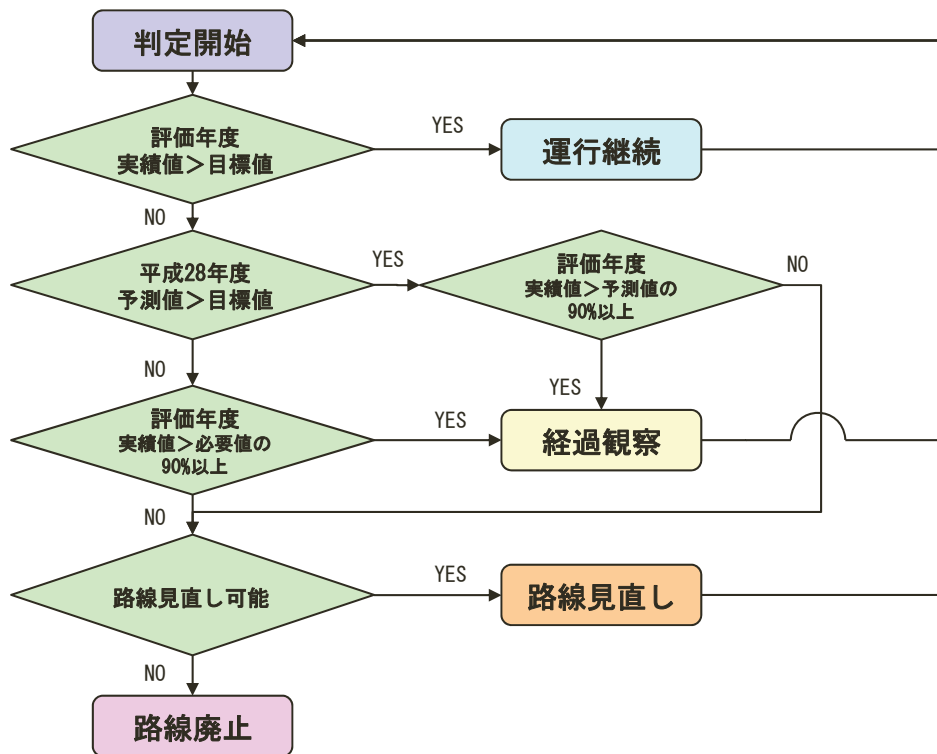 判定開始
評価年度
実績値＞目標値
YES
運行継続
NO
平成28年度
予測値＞目標値
YES
評価年度
実績値＞予測値の
90%以上
NO
NO
YES
評価年度
実績値＞必要値の
90%以上
YES
経過観察
NO
路線見直し可能
YES
路線見直し
NO
路線廃止